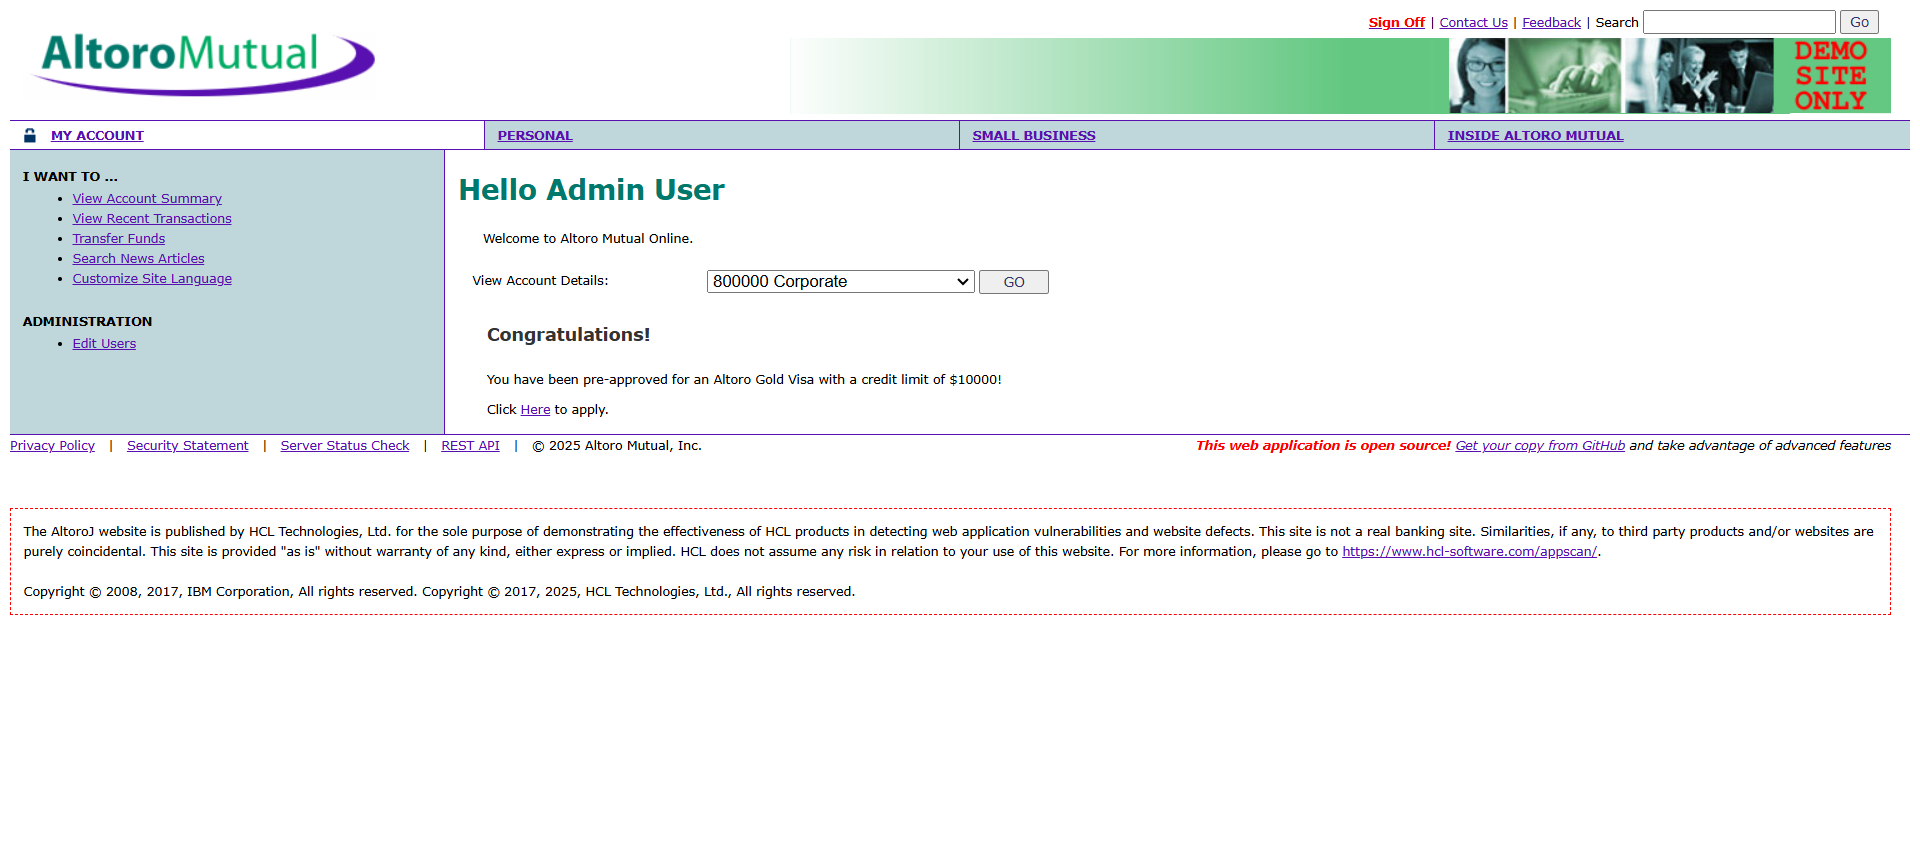 Sign Off | Contact Us | Feedback | Search Go
AltoroMutual
DEMO
SITE
ONLY
MY ACCOUNT
PERSONAL
SMALL BUSINESS
INSIDE ALTORO MUTUAL
I WANT TO ...
• View Account Summary
• View Recent Transactions
• Transfer Funds
• Search News Articles
• Customize Site Language
ADMINISTRATION
• Edit Users
Hello Admin User
Welcome to Altoro Mutual Online.
View Account Details: 800000 Corporate GO
Congratulations!
You have been pre-approved for an Altoro Gold Visa with a credit limit of $10000!
Click Here to apply.
Privacy Policy | Security Statement | Server Status Check | REST API | © 2025 Altoro Mutual, Inc.
This web application is open source! Get your copy from GitHub and take advantage of advanced features
The AltoroJ website is published by HCL Technologies, Ltd. for the sole purpose of demonstrating the effectiveness of HCL products in detecting web application vulnerabilities and website defects. This site is not a real banking site. Similarities, if any, to third party products and/or websites are
purely coincidental. This site is provided "as is" without warranty of any kind, either express or implied. HCL does not assume any risk in relation to your use of this website. For more information, please go to https://www.hcl-software.com/appscan/.
Copyright © 2008, 2017, IBM Corporation, All rights reserved. Copyright © 2017, 2025, HCL Technologies, Ltd., All rights reserved.